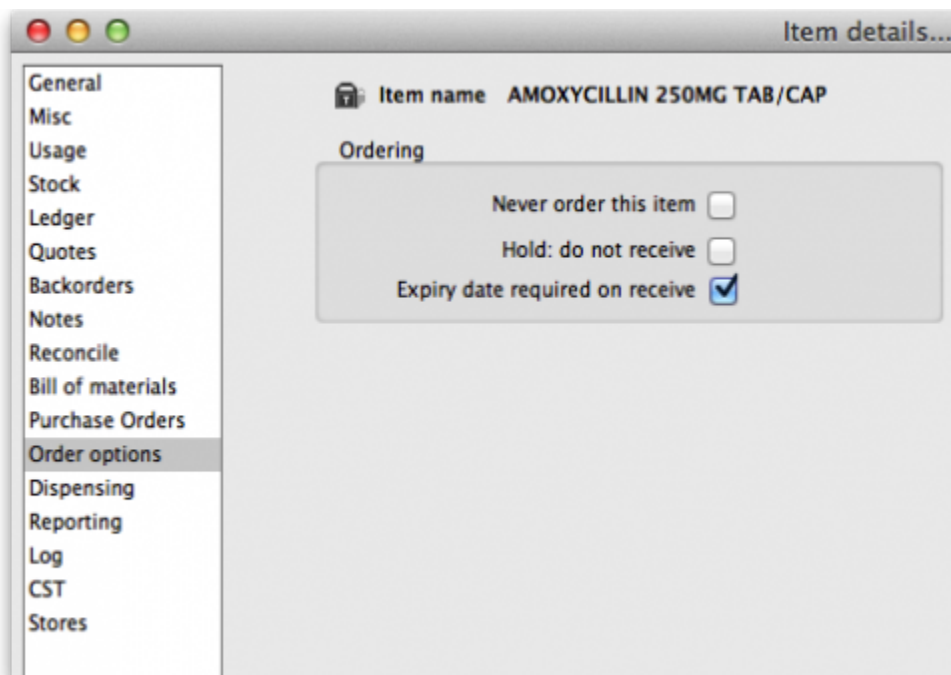 Item details...
General
Misc
Usage
Stock
Ledger
Quotes
Backorders
Notes
Reconcile
Bill of materials
Purchase Orders
Order options
Dispensing
Reporting
Log
CST
Stores
Item name AMOXYCILLIN 250MG TAB/CAP
Ordering
Never order this item
Hold: do not receive
Expiry date required on receive